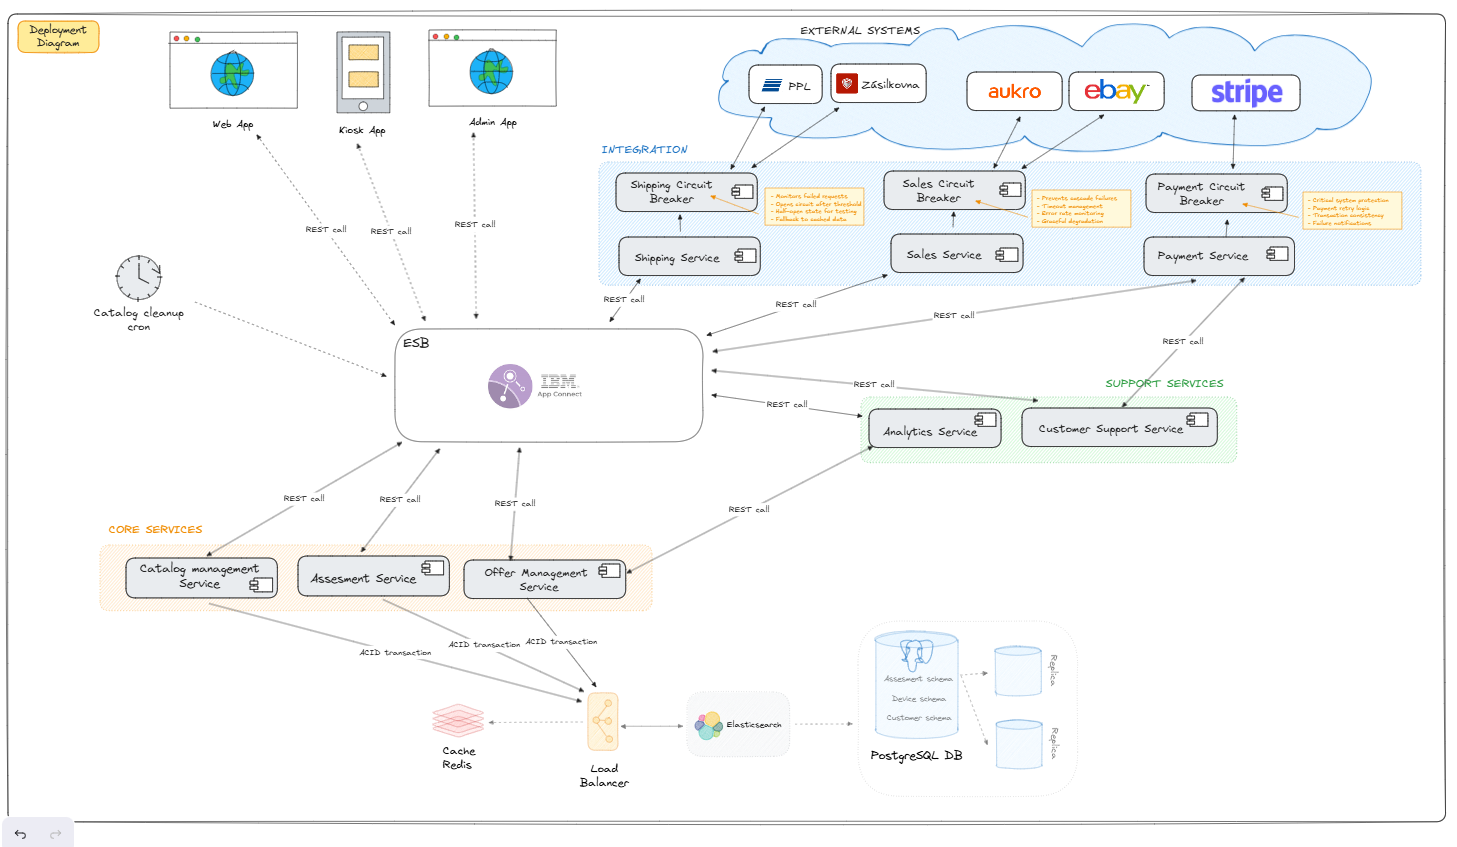 Deployment
Diagram
Web App
Kiosk App
Admin App
EXTERNAL SYSTEMS
PPL
Zásilkovna
aukro
ebay™
stripe
INTEGRATION
Shipping Circuit
Breaker
- Monitors failed requests
- Opens circuit after threshold
- Half-open state for testing
- Fallback to cached data
Sales Circuit
Breaker
- Prevents cascade failures
- Timeout management
- Error rate monitoring
- Graceful degradation
Payment Circuit
Breaker
- Critical system protection
- Payment retry logic
- Transaction consistency
- Failure notifications
Shipping Service
Sales Service
Payment Service
REST call
REST call
REST call
REST call
REST call
REST call
REST call
Catalog cleanup
cron
ESB
IBM
App Connect
REST call
REST call
SUPPORT SERVICES
Analytics Service
Customer Support Service
REST call
REST call
REST call
REST call
CORE SERVICES
Catalog management
Service
Assesment Service
Offer Management
Service
ACID transaction
ACID transaction
ACID transaction
Cache
Redis
Load
Balancer
Elasticsearch
Assesment schema
Device schema
Customer schema
PostgreSQL DB
Replica
Replica